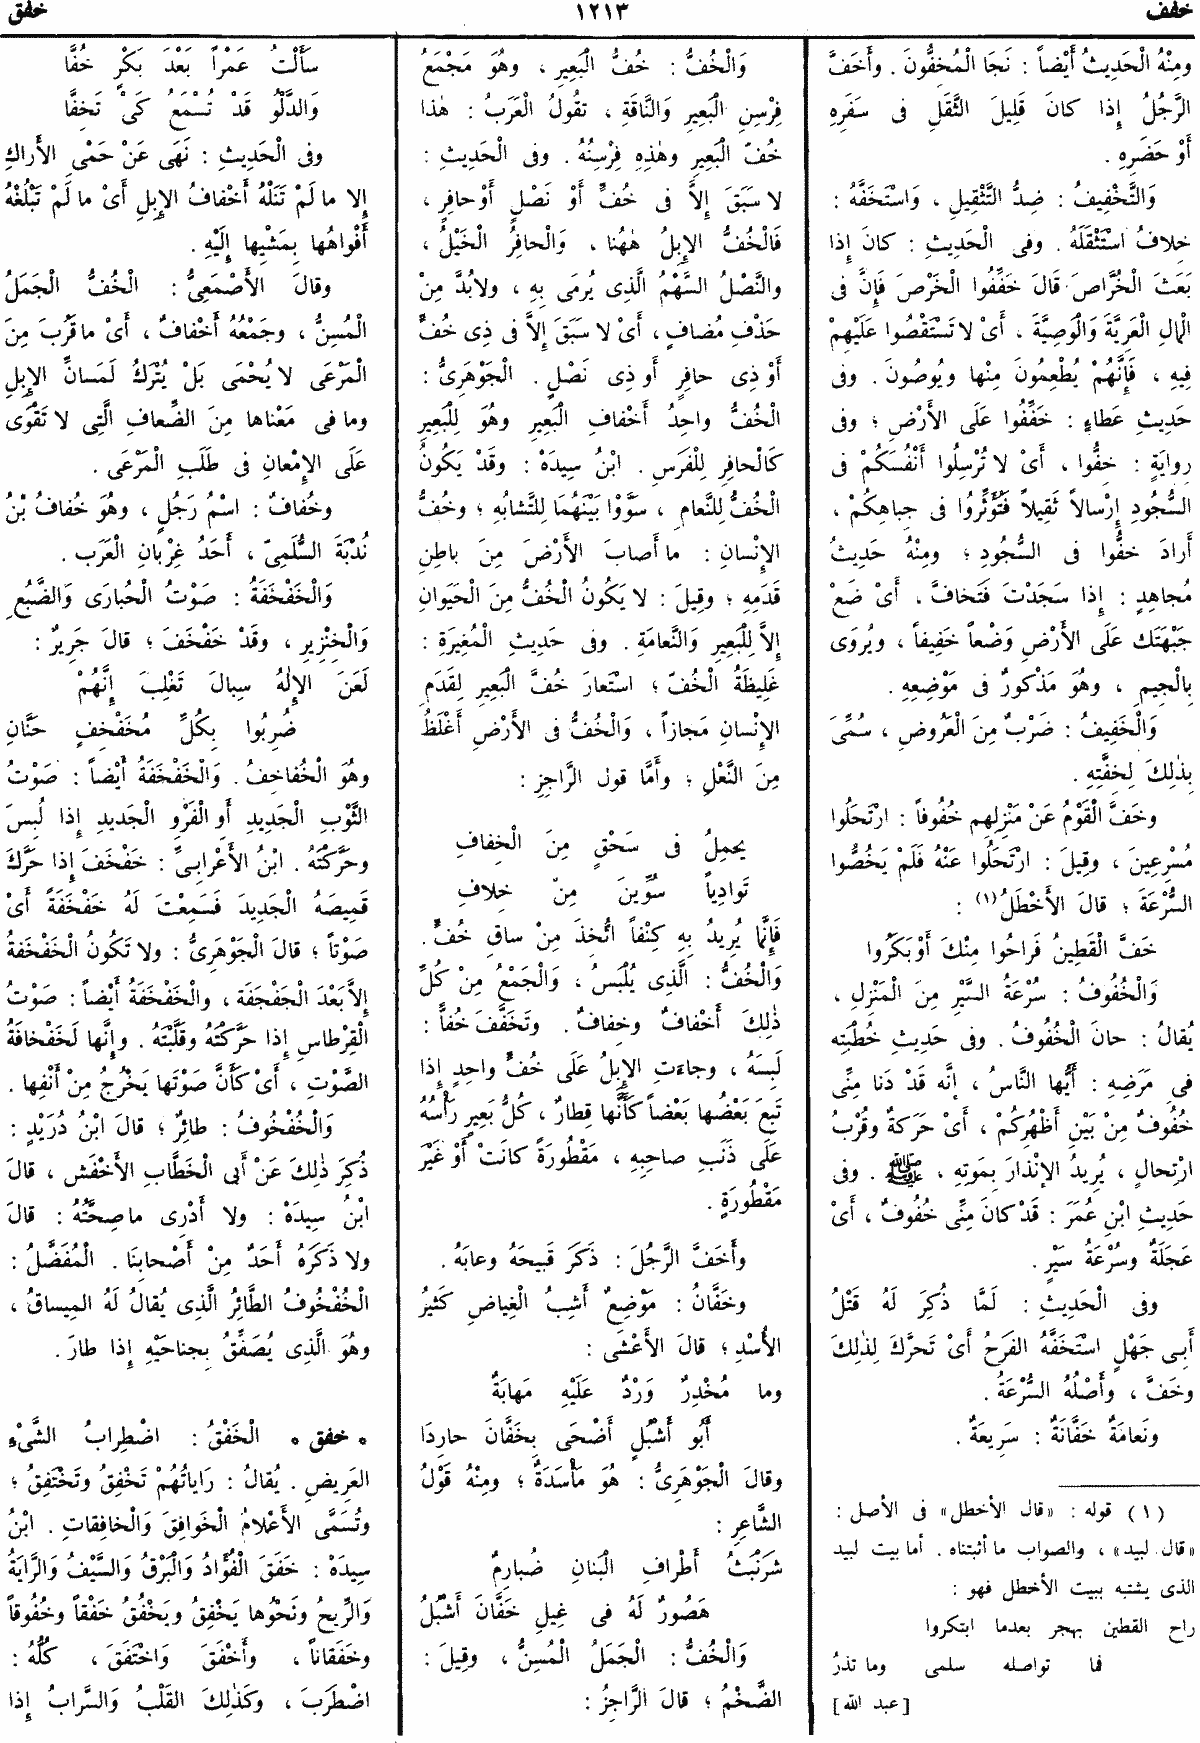 خفف
١٢١٣
خفق
ومِنْهُ الْحَدِيثُ أَيْضاً : نَجَا الْمُخِفُّونَ . وأَخَفَّ
الرَّجُلُ إِذا كانَ قَلِيلَ الثَّقَلِ فى سَفَرِهِ
أَوْ حَضَرِهِ .
وَالتَّخْفِيفُ : ضِدُّ التَّثْقِيلِ ، وَاسْتَخَفَّهُ :
خِلافُ اسْتَثْقَلَهُ . وفى الْحَدِيثِ : كانَ إِذا
بَعَثَ الْخُرَّاصَ قَالَ خَفِّفُوا الْخَرْصَ فَإِنَّ فى
الْمالِ الْعَرِيَّةَ وَالْوَصِيَّةَ ، أَىْ لا تَسْتَقْصُوا عَلَيْهِمْ
فِيهِ ، فَإِنَّهُمْ يُطْعِمُونَ مِنْها ويُوصُونَ . وفى
حَدِيثِ عَطاءٍ : خَفِّفُوا عَلَى الأَرْضِ ؛ وفى
رِوايَةٍ : خِفُّوا ، أَىْ لا تُرْسِلُوا أَنْفُسَكُمْ فى
السُّجُودِ إِرْسالاً ثَقِيلاً فَتُؤَثِّرُوا فى جِباهِكُمْ ،
أَرادَ خِفُّوا فى السُّجُودِ ؛ ومِنْهُ حَدِيثُ
مُجاهِدٍ : إِذا سَجَدْتَ فَتَخافَّ ، أَىْ ضَعْ
جَبْهَتَكَ عَلَى الأَرْضِ وَضْعاً خَفِيفاً ، ويُرْوَى
بِالْجِيمِ ، وهُوَ مَذْكورٌ فى مَوْضِعِهِ .
وَالْخَفِيفُ : ضَرْبٌ مِنَ الْعَرُوضِ ، سُمِّىَ
بِذٰلِكَ لِخِفَّتِهِ .
وخَفَّ الْقَوْمُ عَنْ مَنْزِلِهِم خُفُوفاً : ارْتَحَلُوا
مُسْرِعِينَ ، وقِيلَ : ارْتَحَلُوا عَنْهُ فَلَمْ يَخُصُّوا
السُّرْعَةَ ؛ قالَ الأَخْطَلُ(١) :
خَفَّ الْقَطِينُ فَراحُوا مِنْكَ أَوْ بَكَرُوا
وَالْخُفُوفُ : سُرْعَةُ السَّيْرِ مِنَ الْمَنْزِلِ ،
يُقالُ : حانَ الْخُفُوفُ . وفى حَدِيثِ خُطْبَتِه
فى مَرَضِهِ : أَيُّها النَّاسُ ، إِنَّه قَدْ دَنا مِنِّى
خُفُوفٌ مِنْ بَيْنِ أَظْهُرِكُمْ ، أَىْ حَرَكةٌ وقُرْبُ
ارْتِحالٍ ، يُرِيدُ الإِنْذارَ بِمَوتِهِ ، ﷺ . وفى
حَدِيثِ ابْنِ عُمَرَ : قَدْ كانَ مِنِّى خُفُوفٌ ، أَىْ
عَجَلَةٌ وسُرْعَةُ سَيْرٍ .
وفى الْحَدِيثِ : لَمَّا ذُكِرَ لَهُ قَتْلُ
أَبِى جَهْلٍ اسْتَخَفَّهُ الفَرَحُ أَىْ تَحَرَّكَ لِذٰلِكَ
وخَفَّ ، وأَصْلُهُ السُّرْعَةُ .
ونَعامَةٌ خَفَّانَةٌ : سَرِيعَةٌ .
(١) قوله : «قال الأخطل» فى الأصل :
«قال لبيد» ، والصواب ما أثبتناه . أما بيت لبيد
الذى يشتبه ببيت الأخطل فهو :
راح القطين بهجر بعدما ابتكروا
فما تواصله سلمى وما تذرُ
[عبد الله]
وَالْخُفُّ : خُفُّ الْبَعِيرِ ، وهُوَ مَجْمَعُ
فِرْسِنِ الْبَعِيرِ وَالنَّاقَةِ ، تقُولُ الْعَرَبُ : هٰذا
خُفّ الْبَعِيرِ وهٰذِهِ فِرْسِنُهُ . وفى الْحَدِيثِ :
لا سَبَقَ إِلاَّ فى خُفٍّ أَوْ نَصْلٍ أَوْ حافِرٍ ،
فَالْخُفُّ الإِبِلُ هٰهُنا ، وَالْحافِرُ الْخَيْلُ ،
والنَّصْلُ السَّهْمُ الَّذِى يُرمَى بِهِ ، ولابُدَّ مِنْ
حَذْفِ مُضافٍ ، أَىْ لا سَبَقَ إِلاَّ فى ذِى خُفٍّ
أَوْ ذِى حافِرٍ أَو ذِى نَصْلٍ . الْجَوْهَرِىُّ :
الْخُفُّ واحِدُ أَخْفافِ الْبَعِيرِ وهُوَ لِلْبَعِيرِ
كَالْحافِرِ لِلْفَرَسِ . ابْنُ سِيدَهْ : وقَدْ يَكُونُ
الْخُفُّ لِلنَّعامِ ، سَوَّوْا بَيْنَهُما لِلتَّشابُهِ ؛ وخُفُّ
الإِنْسانِ : ما أَصابَ الأَرْضَ مِنَ باطِنِ
قَدَمِهِ ؛ وقِيلَ : لا يَكُونُ الْخُفُّ مِنَ الْحَيَوانِ
إِلاَّ لِلْبَعِيرِ وَالنَّعامَةِ . وفى حَدِيثِ الْمُغِيرَةِ :
غَلِيظَةُ الْخُفّ ؛ اسْتَعارَ خُفَّ الْبَعِيرِ لِقَدَمِ
الإِنْسانِ مَجازاً ، وَالْخُفُّ فى الأَرْضِ أَغْلَظُ
مِنَ النَّعْلِ ؛ وأَمَّا قول الرَّاجِزِ :
يحمِلُ فى سَحْقٍ مِنَ الْخِفافِ
تَوادِياً سُوِّينَ مِنْ خِلافِ
فَإِنَّما يُرِيدُ بِهِ كِنْفاً اتُّخِذَ مِنْ ساقِ خُفٍّ .
وَالْخُفُّ : الَّذِى يُلْبَسُ ، وَالْجَمْعُ مِنْ كُلِّ
ذٰلِكَ أَخْفافٌ وخِفافٌ . وتَخَفَّفَ خُفاًّ :
لَبِسَهُ ، وجاءَتِ الإِبِلُ عَلَى خُفٍّ واحِدٍ إِذا
تَبِعَ بَعْضُها بَعْضاً كَأَنَّها قِطارٌ ، كُلُّ بَعِيرٍ رَأْسُهُ
عَلَى ذَنَبِ صاحِبِهِ ، مَقْطُورَةً كانَتْ أَوْ غَيْرَ
مَقْطُورَةٍ .
وأَخَفَّ الرَّجُلَ : ذَكَرَ قَبِيحَهُ وعابَهُ .
وخَفَّانُ : مَوْضِعٌ أَشِبُ الْغِياضِ كَثيرُ
الأُسْدِ ؛ قالَ الأَعْشَى :
وما مُخْدِرٌ وَرْدٌ عَلَيْهِ مَهابَةٌ
أَبُو أَشْبُلٍ أَضْحَى بِخَفَّانَ حارِدَا
وقالَ الْجَوْهَرِىُّ : هُوَ مَأْسَدَةٌ ؛ ومِنْهُ قَوْلُ
الشَّاعِرِ :
شَرَنْبَثُ أَطْرافِ الْبَنانِ ضُبارِمٌ
هَصُورٌ لَهُ فى غِيلِ خَفَّانَ أَشْبُلُ
وَالْخُفُّ : الْجَمَلُ الْمُسِنُّ ، وقِيلَ :
الضَّخْمُ ؛ قالَ الرَّاجِزُ :
سَأَلْتُ عَمْراً بَعْدَ بَكْرٍ خُفَّا
وَالدَّلْوُ قَدْ تُسْمَعُ كَىْ تَخِفَّا
وفى الْحَدِيثِ : نَهَى عَنْ حَمْىِ الأَراكِ
إِلا ما لَمْ تَنَلْهُ أَخْفافُ الإِبِلِ أَىْ ما لَمْ تَبْلُغْهُ
أَفْواهُها بِمَشْيِها إِلَيْهِ .
وقالَ الأَصْمَعِىُّ : الْخُفُّ الْجَمَلُ
الْمُسِنُّ ، وجَمْعُهُ أَخْفافٌ ، أَىْ ما قَرُبَ مِنَ
الْمَرْعَى لا يُحْمَى بَلْ يُتْرَكُ لَمَسانِّ الإِبِلِ
وما فى مَعْناها مِنَ الضِّعافِ الَّتِى لا تَقْوَى
عَلَى الإِمْعانِ فى طَلَبِ الْمَرْعَى .
وخُفافٌ : اسْمُ رَجُلٍ ، وهُوَ خُفافُ بْنُ
نُدْبَةَ السُّلَمِىّ ، أَحَدُ غِرْبانِ الْعَرَب .
وَالْخَفْخَفَةُ : صَوْتُ الْحُبارَى وَالضَّبُعِ
وَالْخِنْزِيرِ ، وقَدْ خَفْخَفَ ؛ قالَ جَرِيرٌ :
لَعَنَ الإِلٰهُ سِبالَ تَغْلِبَ إِنَّهُمْ
ضُرِبُوا بِكُلِّ مُخَفْخِفٍ حَنَّانِ
وهُوَ الْخُفاخِفُ . وَالْخَفْخَفَةُ أَيْضاً : صَوْتُ
الثَّوْبِ الْجَدِيدِ أَوِ الْفَرْوِ الْجَديدِ إِذا لُبِسَ
وحَرَّكْتَهُ . ابْنُ الأَعْرابِىِّ : خَفْخَفَ إِذا حَرَّكَ
قَمِيصَهُ الْجَدِيدَ فَسَمِعْتَ لَهُ خَفْخَفَةً أَىْ
صَوْتاً ؛ قالَ الْجَوْهَرِىُّ : ولا تَكُونُ الْخَفْخَفَةُ
إِلاَّ بَعْدَ الْجَفْجَفَةِ ، والْخَفْخَفَةُ أَيْضاً : صَوْتُ
الْقِرْطاسِ إِذا حَرَّكْتَهُ وقَلَّبْتَهُ . وإِنَّها لَخَفْخافَةُ
الصَّوْتِ ، أَىْ كَأَنَّ صَوْتَها يَخْرُجُ مِنْ أَنْفِها .
وَالْخُفْخُوفُ : طائِرٌ ؛ قالَ ابْنُ دُرَيْدٍ :
ذُكِرَ ذٰلِكَ عَنْ أَبى الْخَطَّابِ الأَخْفَش ، قالَ
ابْنُ سِيدَهْ : ولا أَدْرِى ما صِحَّتُهُ : قالَ
ولا ذَكَرَهُ أَحَدٌ مِنْ أَصْحابِنَا . الْمُفَضَّلُ :
الْخُفْخُوفُ الطَّائِرُ الَّذِى يُقالُ لَهُ المِيساقُ ،
وهُوَ الَّذِى يُصَفِّقُ بِجناحَيْهِ إِذا طارَ .
• خفق • الْخَفْقُ : اضْطِرابُ الشَّىْءِ
العَرِيضِ . يُقالُ : رَاياتُهُمْ تَخْفِقُ وتَخْتَفِقُ ؛
وتُسَمَّى الأَعْلامُ الْخَوافِقَ وَالْخافِقاتِ . ابْنُ
سِيدَهْ : خَفَقَ الْفُؤَادُ وَالْبَرْقُ وَالسَّيْفُ وَالرَّايَةُ
وَالرِّيحُ ونَحْوُها يَخْفِقُ ويَخْفُقُ خَفْقاً وخُفُوقاً
وخَفَقاناً ، وأَخْفَقَ وَاخْتَفَقَ ، كُلُّهُ :
اضْطَرَبَ ، وكَذٰلِكَ القَلْبُ وَالسَّرابُ إِذا